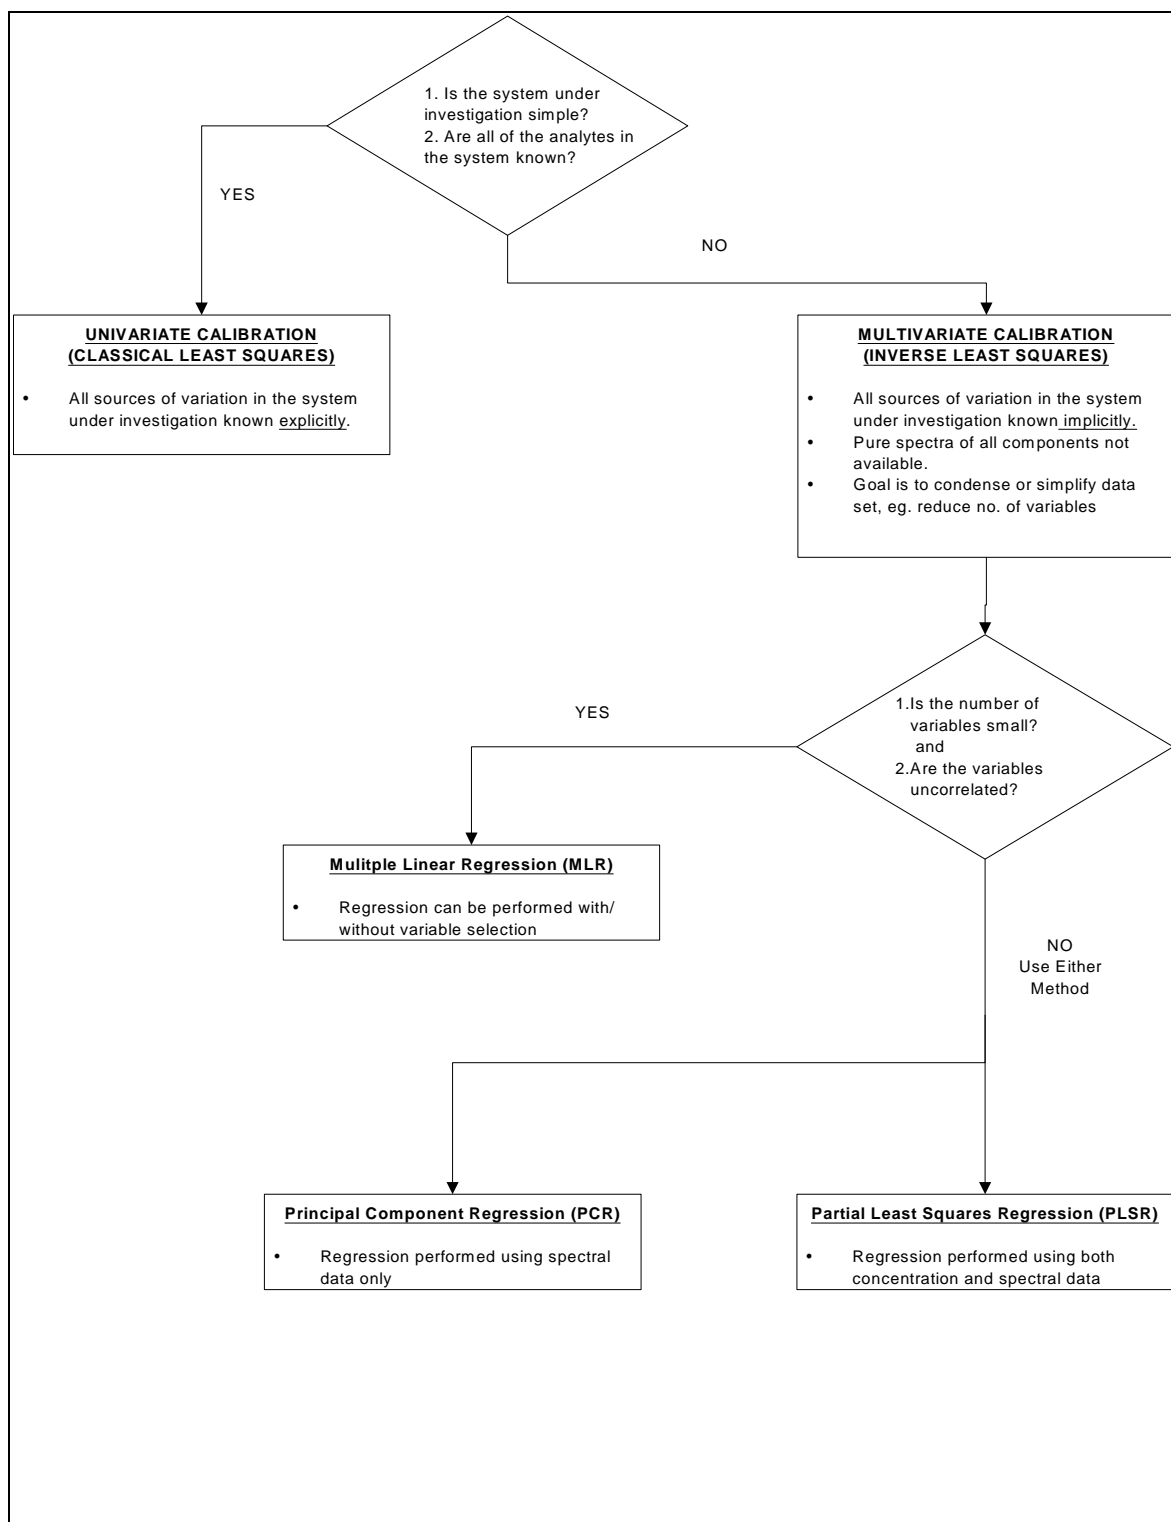 1. Is the system under
investigation simple?
2. Are all of the analytes in
the system known?
YES
NO
UNIVARIATE CALIBRATION
(CLASSICAL LEAST SQUARES)
• All sources of variation in the system
under investigation known explicitly.
MULTIVARIATE CALIBRATION
(INVERSE LEAST SQUARES)
• All sources of variation in the system
under investigation known implicitly.
• Pure spectra of all components not
available.
• Goal is to condense or simplify data
set, eg. reduce no. of variables
1.Is the number of
variables small?
and
2.Are the variables
uncorrelated?
YES
Mulitple Linear Regression (MLR)
• Regression can be performed with/
without variable selection
NO
Use Either
Method
Principal Component Regression (PCR)
• Regression performed using spectral
data only
Partial Least Squares Regression (PLSR)
• Regression performed using both
concentration and spectral data